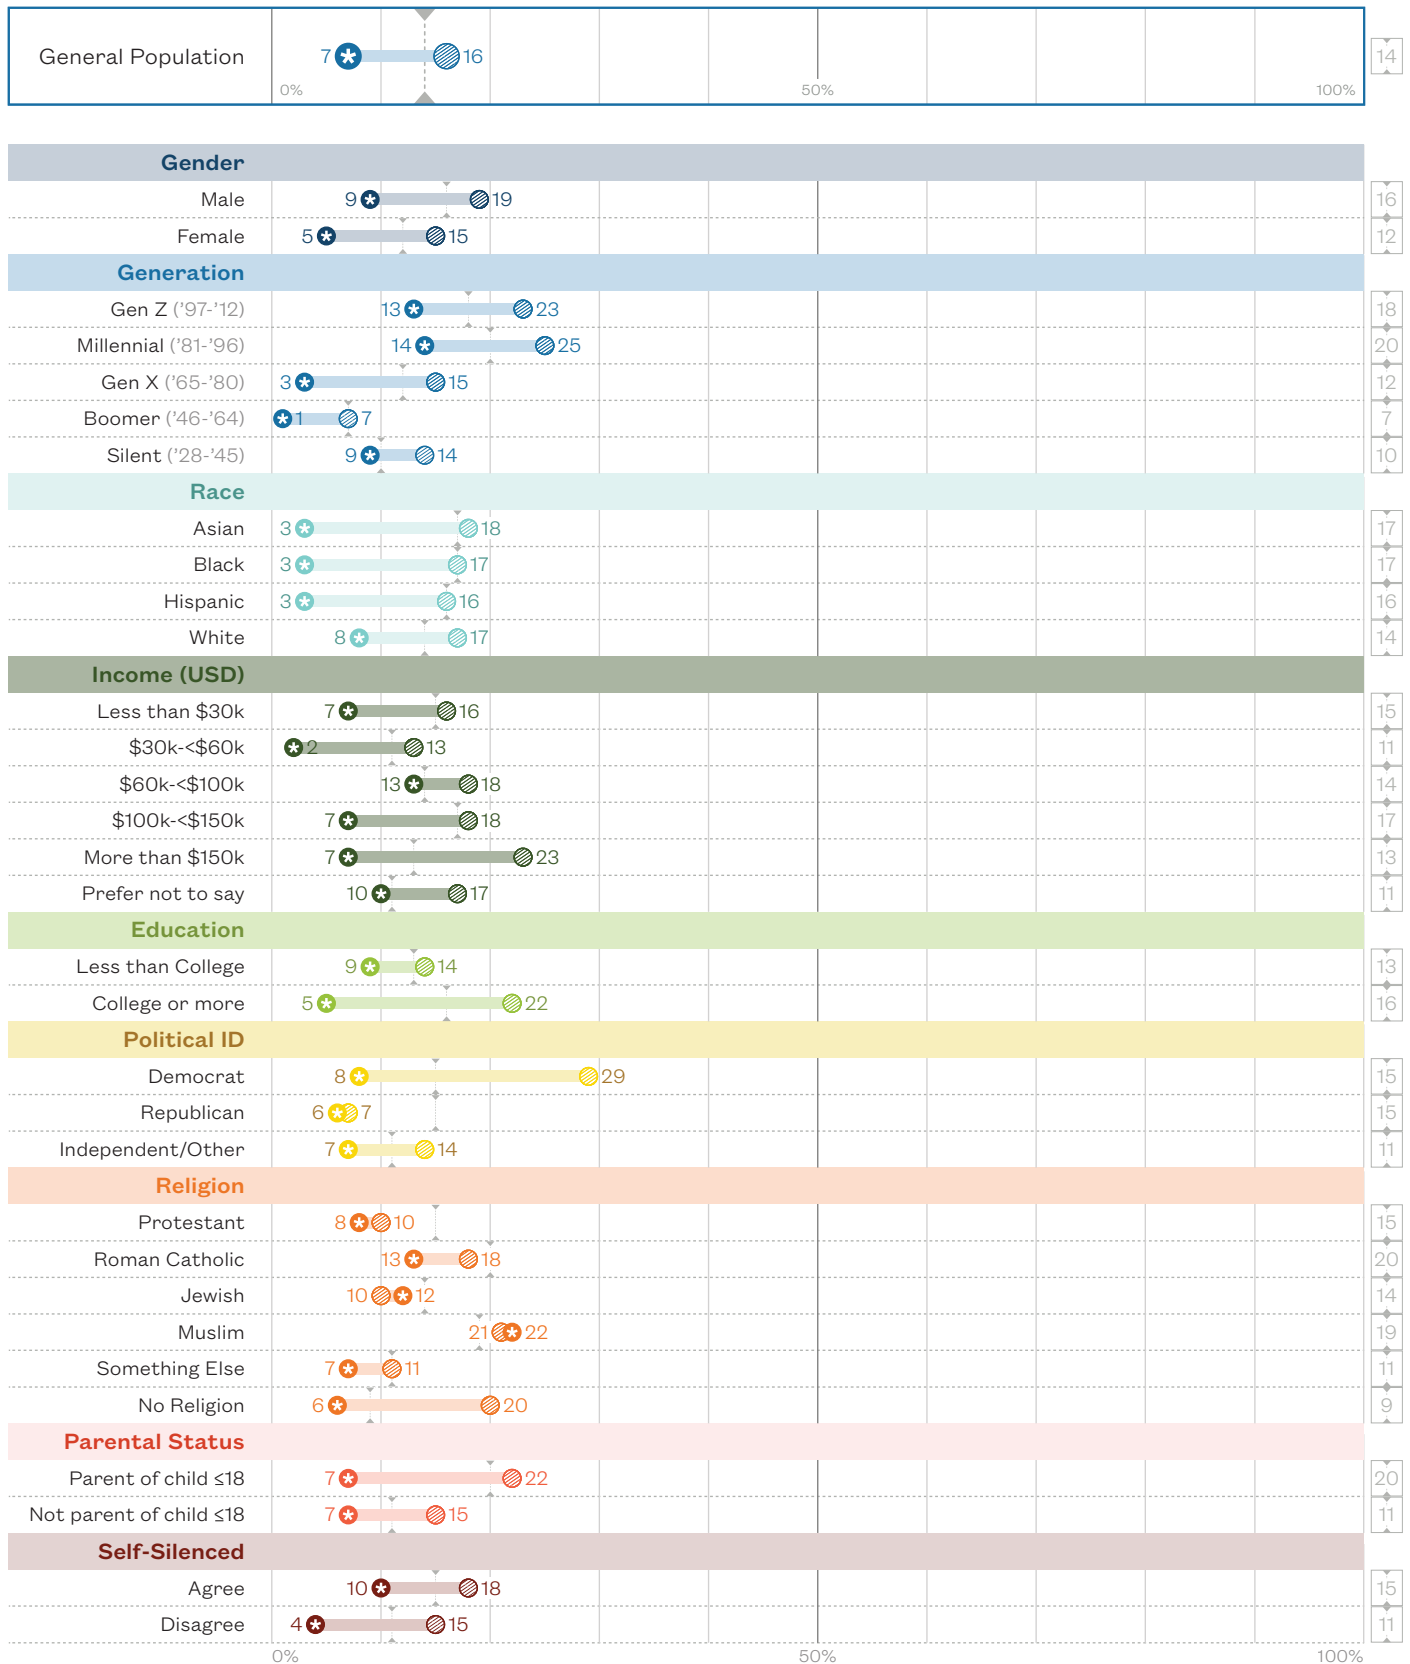 General Population 7 16 14
0% 50% 100%
Gender
Male 9 19 16
Female 5 15 12
Generation
Gen Z (’97-’12) 13 23 18
Millennial (’81-’96) 14 25 20
Gen X (’65-’80) 3 15 12
Boomer (’46-’64) 1 7 7
Silent (’28-’45) 9 14 10
Race
Asian 3 18 17
Black 3 17 17
Hispanic 3 16 16
White 8 17 14
Income (USD)
Less than $30k 7 16 15
$30k-<$60k 2 13 11
$60k-<$100k 13 18 14
$100k-<$150k 7 18 17
More than $150k 7 23 13
Prefer not to say 10 17 11
Education
Less than College 9 14 13
College or more 5 22 16
Political ID
Democrat 8 29 15
Republican 6 7 15
Independent/Other 7 14 11
Religion
Protestant 8 10 15
Roman Catholic 13 18 20
Jewish 10 12 14
Muslim 21 22 19
Something Else 7 11 11
No Religion 6 20 9
Parental Status
Parent of child ≤18 7 22 20
Not parent of child ≤18 7 15 11
Self-Silenced
Agree 10 18 15
Disagree 4 15 11
0% 50% 100%